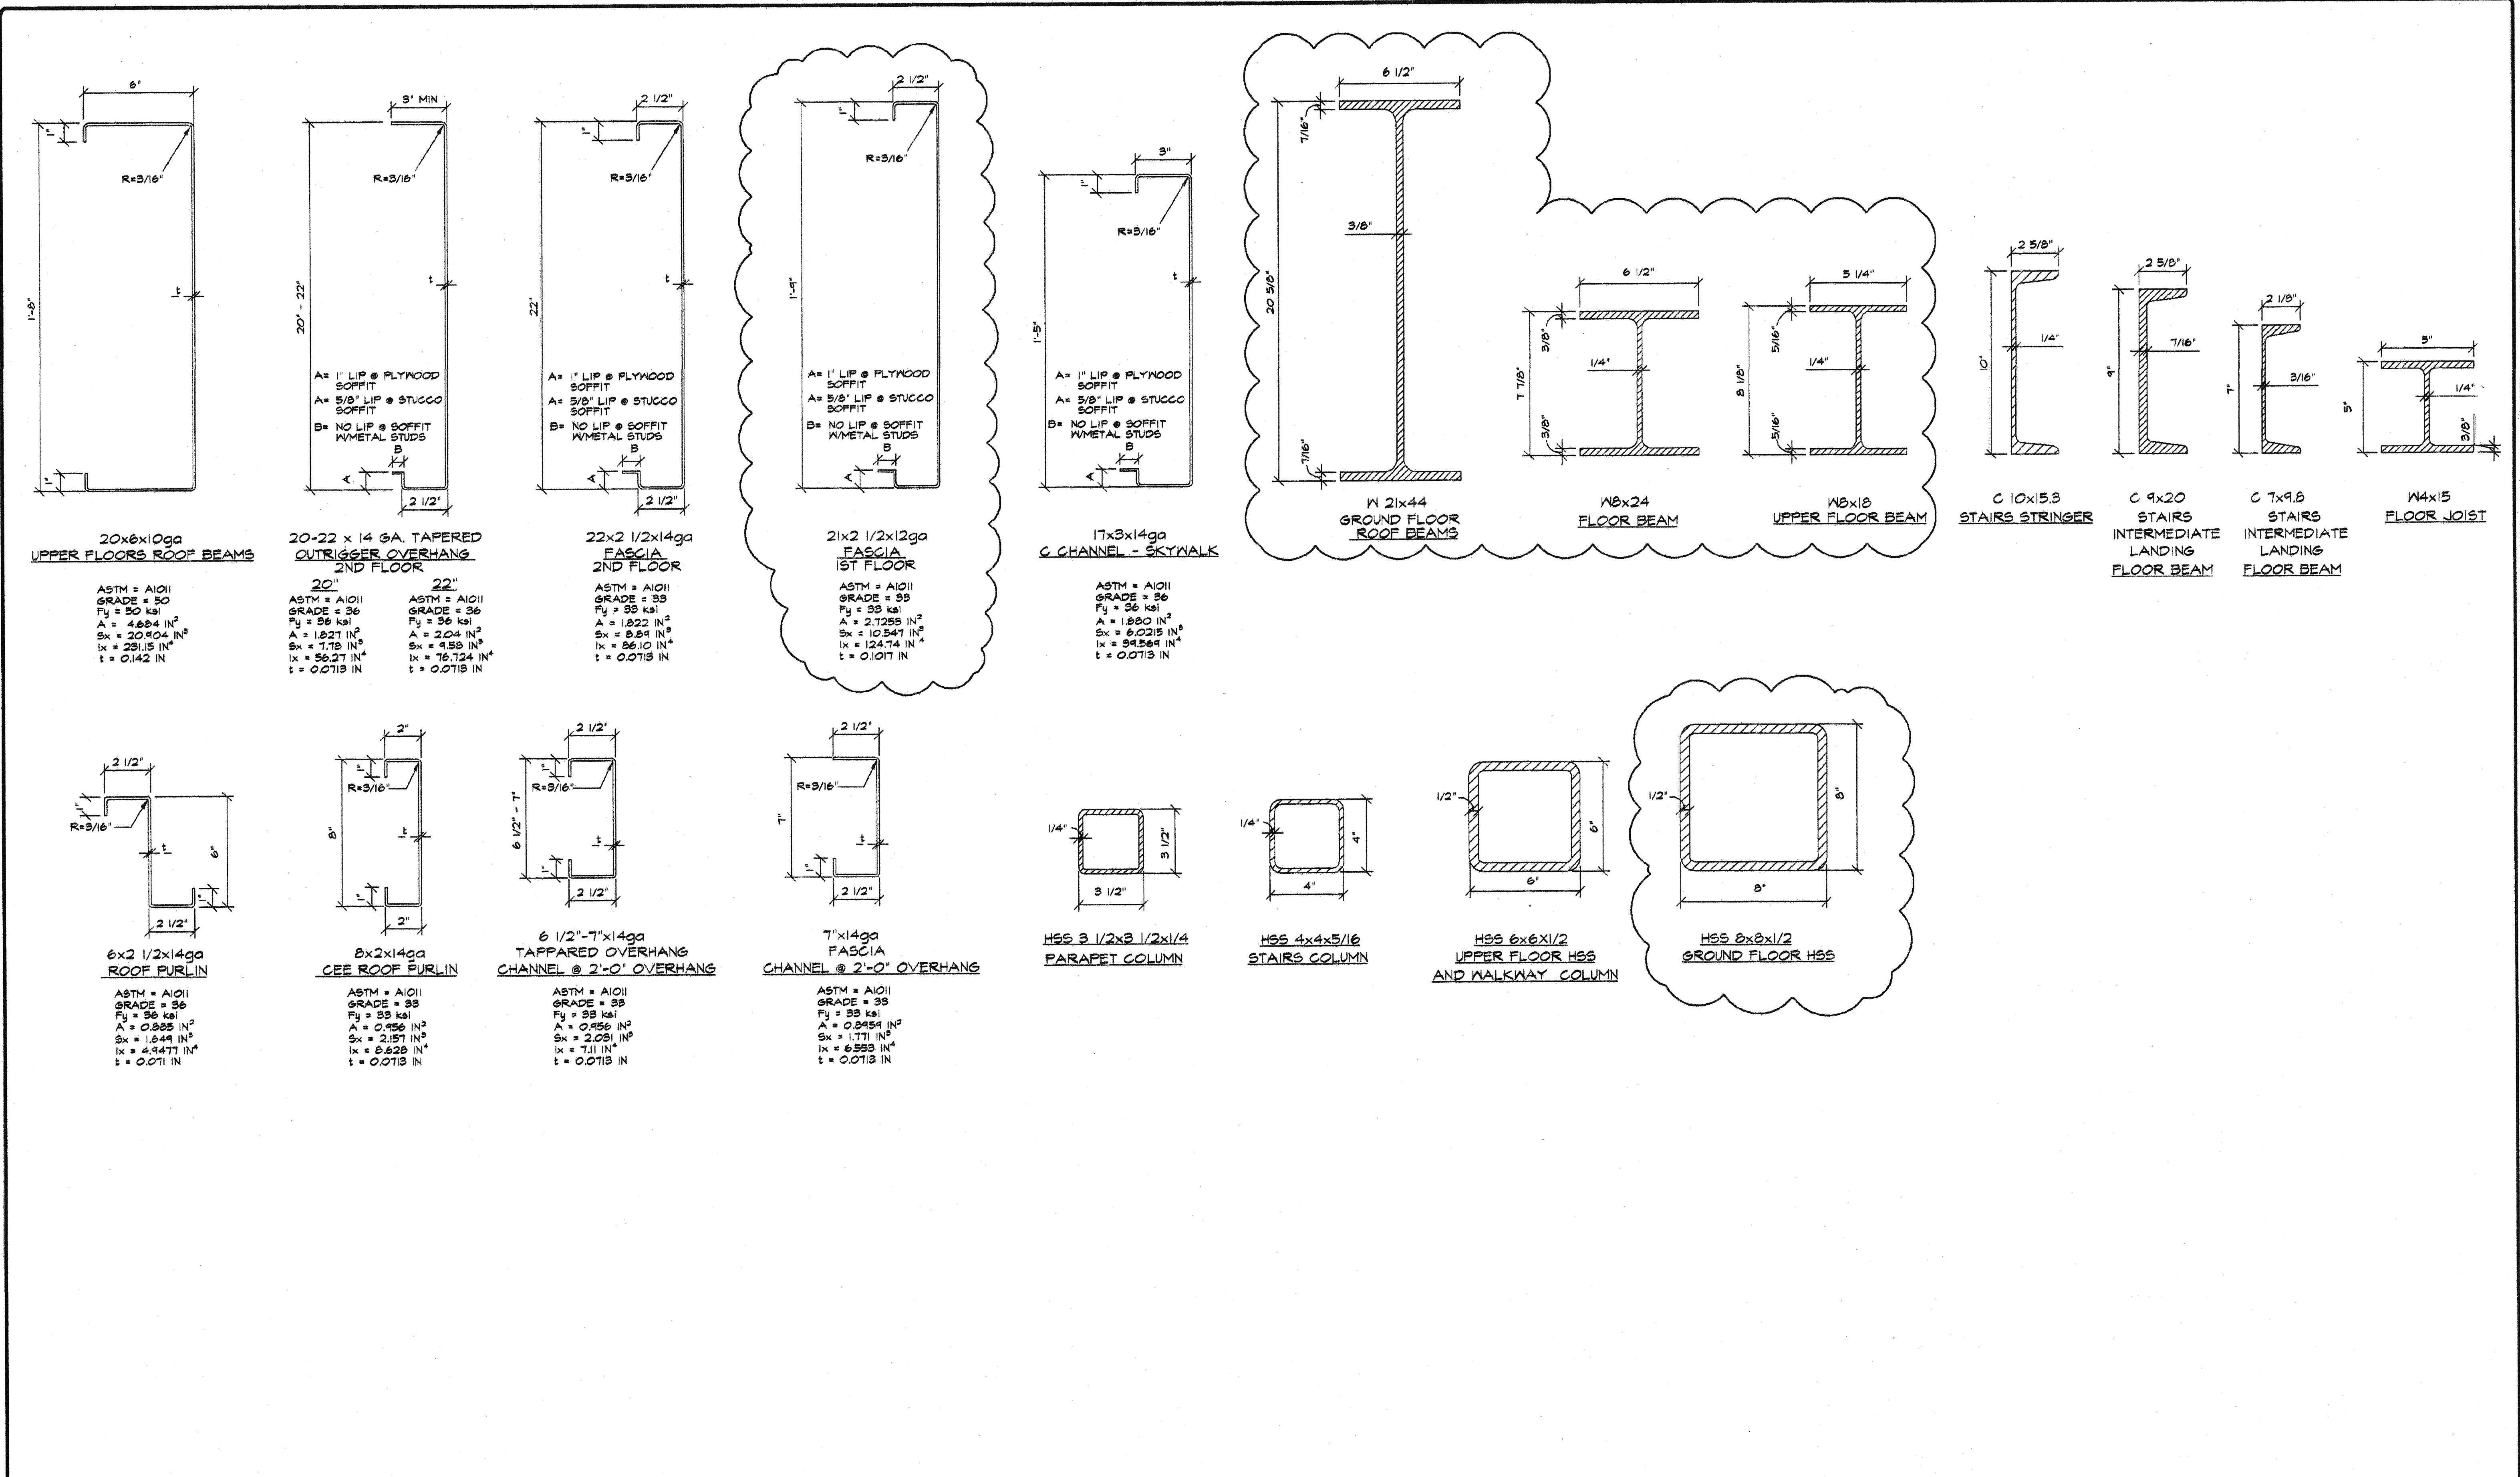 6"
1"
R=3/16"
t
1'-8"
1"
20x6x10ga
UPPER FLOORS ROOF BEAMS
ASTM = A1011
GRADE = 50
Fy = 50 ksi
A = 4.684 IN²
Sx = 20.904 IN³
Ix = 231.15 IN⁴
t = 0.142 IN
3" MIN
R=3/16"
t
20" - 22"
A= 1" LIP @ PLYWOOD
SOFFIT
A= 5/8" LIP @ STUCCO
SOFFIT
B= NO LIP @ SOFFIT
W/METAL STUDS
B
A
2 1/2"
20-22 x 14 GA. TAPERED
OUTRIGGER OVERHANG
2ND FLOOR
20"
ASTM = A1011
GRADE = 36
Fy = 36 ksi
A = 1.827 IN²
Sx = 7.78 IN³
Ix = 56.27 IN⁴
t = 0.0713 IN
22"
ASTM = A1011
GRADE = 36
Fy = 36 ksi
A = 2.04 IN²
Sx = 9.58 IN³
Ix = 76.724 IN⁴
t = 0.0713 IN
2 1/2"
1"
R=3/16"
t
22"
A= 1" LIP @ PLYWOOD
SOFFIT
A= 5/8" LIP @ STUCCO
SOFFIT
B= NO LIP @ SOFFIT
W/METAL STUDS
B
A
2 1/2"
22x2 1/2x14ga
FASCIA
2ND FLOOR
ASTM = A1011
GRADE = 33
Fy = 33 ksi
A = 1.822 IN²
Sx = 8.89 IN³
Ix = 86.10 IN⁴
t = 0.0713 IN
2 1/2"
1"
R=3/16"
1'-9"
A= 1" LIP @ PLYWOOD
SOFFIT
A= 5/8" LIP @ STUCCO
SOFFIT
B= NO LIP @ SOFFIT
W/METAL STUDS
B
A
21x2 1/2x12ga
FASCIA
1ST FLOOR
ASTM = A1011
GRADE = 33
Fy = 33 ksi
A = 2.7255 IN²
Sx = 10.547 IN³
Ix = 124.74 IN⁴
t = 0.1017 IN
3"
1"
R=3/16"
t
1'-5"
A= 1" LIP @ PLYWOOD
SOFFIT
A= 5/8" LIP @ STUCCO
SOFFIT
B= NO LIP @ SOFFIT
W/METAL STUDS
B
A
17x3x14ga
C CHANNEL - SKYWALK
ASTM = A1011
GRADE = 36
Fy = 36 ksi
A = 1.680 IN²
Sx = 6.0215 IN³
Ix = 39.569 IN⁴
t = 0.0713 IN
6 1/2"
7/16"
3/8"
20 5/8"
7/16"
W 21x44
GROUND FLOOR
ROOF BEAMS
6 1/2"
3/8"
1/4"
7 7/8"
3/8"
W8x24
FLOOR BEAM
5 1/4"
5/16"
1/4"
8 1/8"
5/16"
W8x18
UPPER FLOOR BEAM
2 5/8"
1/4"
10"
C 10x15.3
STAIRS STRINGER
2 5/8"
7/16"
9"
C 9x20
STAIRS
INTERMEDIATE
LANDING
FLOOR BEAM
2 1/8"
3/16"
7"
C 7x9.8
STAIRS
INTERMEDIATE
LANDING
FLOOR BEAM
5"
1/4"
5"
3/8"
W4x15
FLOOR JOIST
2 1/2"
1"
R=3/16"
t
6"
1"
2 1/2"
6x2 1/2x14ga
ROOF PURLIN
ASTM = A1011
GRADE = 36
Fy = 36 ksi
A = 0.885 IN²
Sx = 1.649 IN³
Ix = 4.9477 IN⁴
t = 0.071 IN
2"
1"
R=3/16"
8"
t
1"
2"
8x2x14ga
CEE ROOF PURLIN
ASTM = A1011
GRADE = 33
Fy = 33 ksi
A = 0.956 IN²
Sx = 2.157 IN³
Ix = 8.628 IN⁴
t = 0.0713 IN
2 1/2"
1"
R=3/16"
6 1/2" - 7"
t
1"
2 1/2"
6 1/2"-7"x14ga
TAPPARED OVERHANG
CHANNEL @ 2'-0" OVERHANG
ASTM = A1011
GRADE = 33
Fy = 33 ksi
A = 0.956 IN²
Sx = 2.031 IN³
Ix = 7.11 IN⁴
t = 0.0713 IN
2 1/2"
R=3/16"
7"
t
1"
2 1/2"
7"x14ga
FASCIA
CHANNEL @ 2'-0" OVERHANG
ASTM = A1011
GRADE = 33
Fy = 33 ksi
A = 0.8959 IN²
Sx = 1.771 IN³
Ix = 6.553 IN⁴
t = 0.0713 IN
1/4"
3 1/2"
3 1/2"
HSS 3 1/2x3 1/2x1/4
PARAPET COLUMN
1/4"
4"
4"
HSS 4x4x5/16
STAIRS COLUMN
1/2"
6"
6"
HSS 6x6x1/2
UPPER FLOOR HSS
AND WALKWAY COLUMN
1/2"
8"
8"
HSS 8x8x1/2
GROUND FLOOR HSS